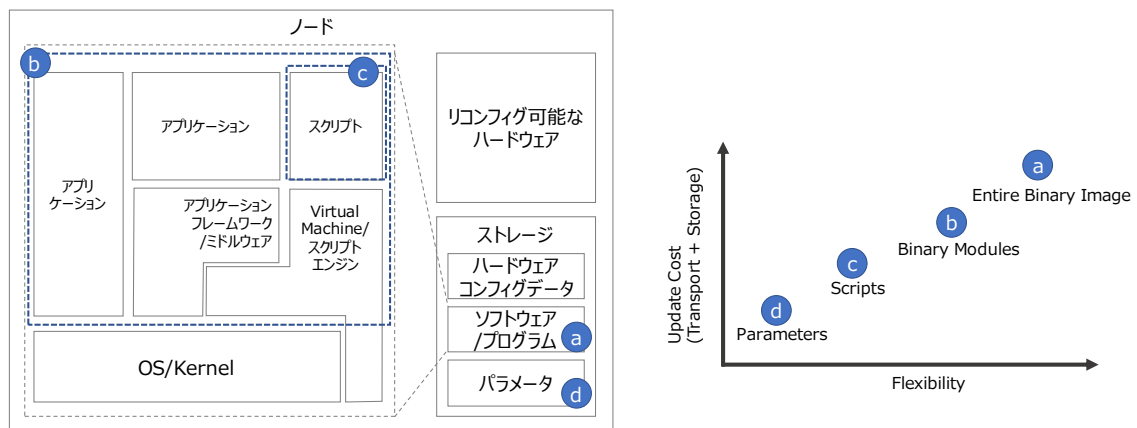 ノード
b
c
アプリケーション
スクリプト
アプリ
ケーション
アプリケーション
フレームワーク
/ミドルウェア
Virtual
Machine/
スクリプト
エンジン
OS/Kernel
リコンフィグ可能な
ハードウェア
ストレージ
ハードウェア
コンフィグデータ
ソフトウェア
/プログラム
a
パラメータ
d
Update Cost
(Transport + Storage)
a
Entire Binary Image
b
Binary Modules
c
Scripts
d
Parameters
Flexibility